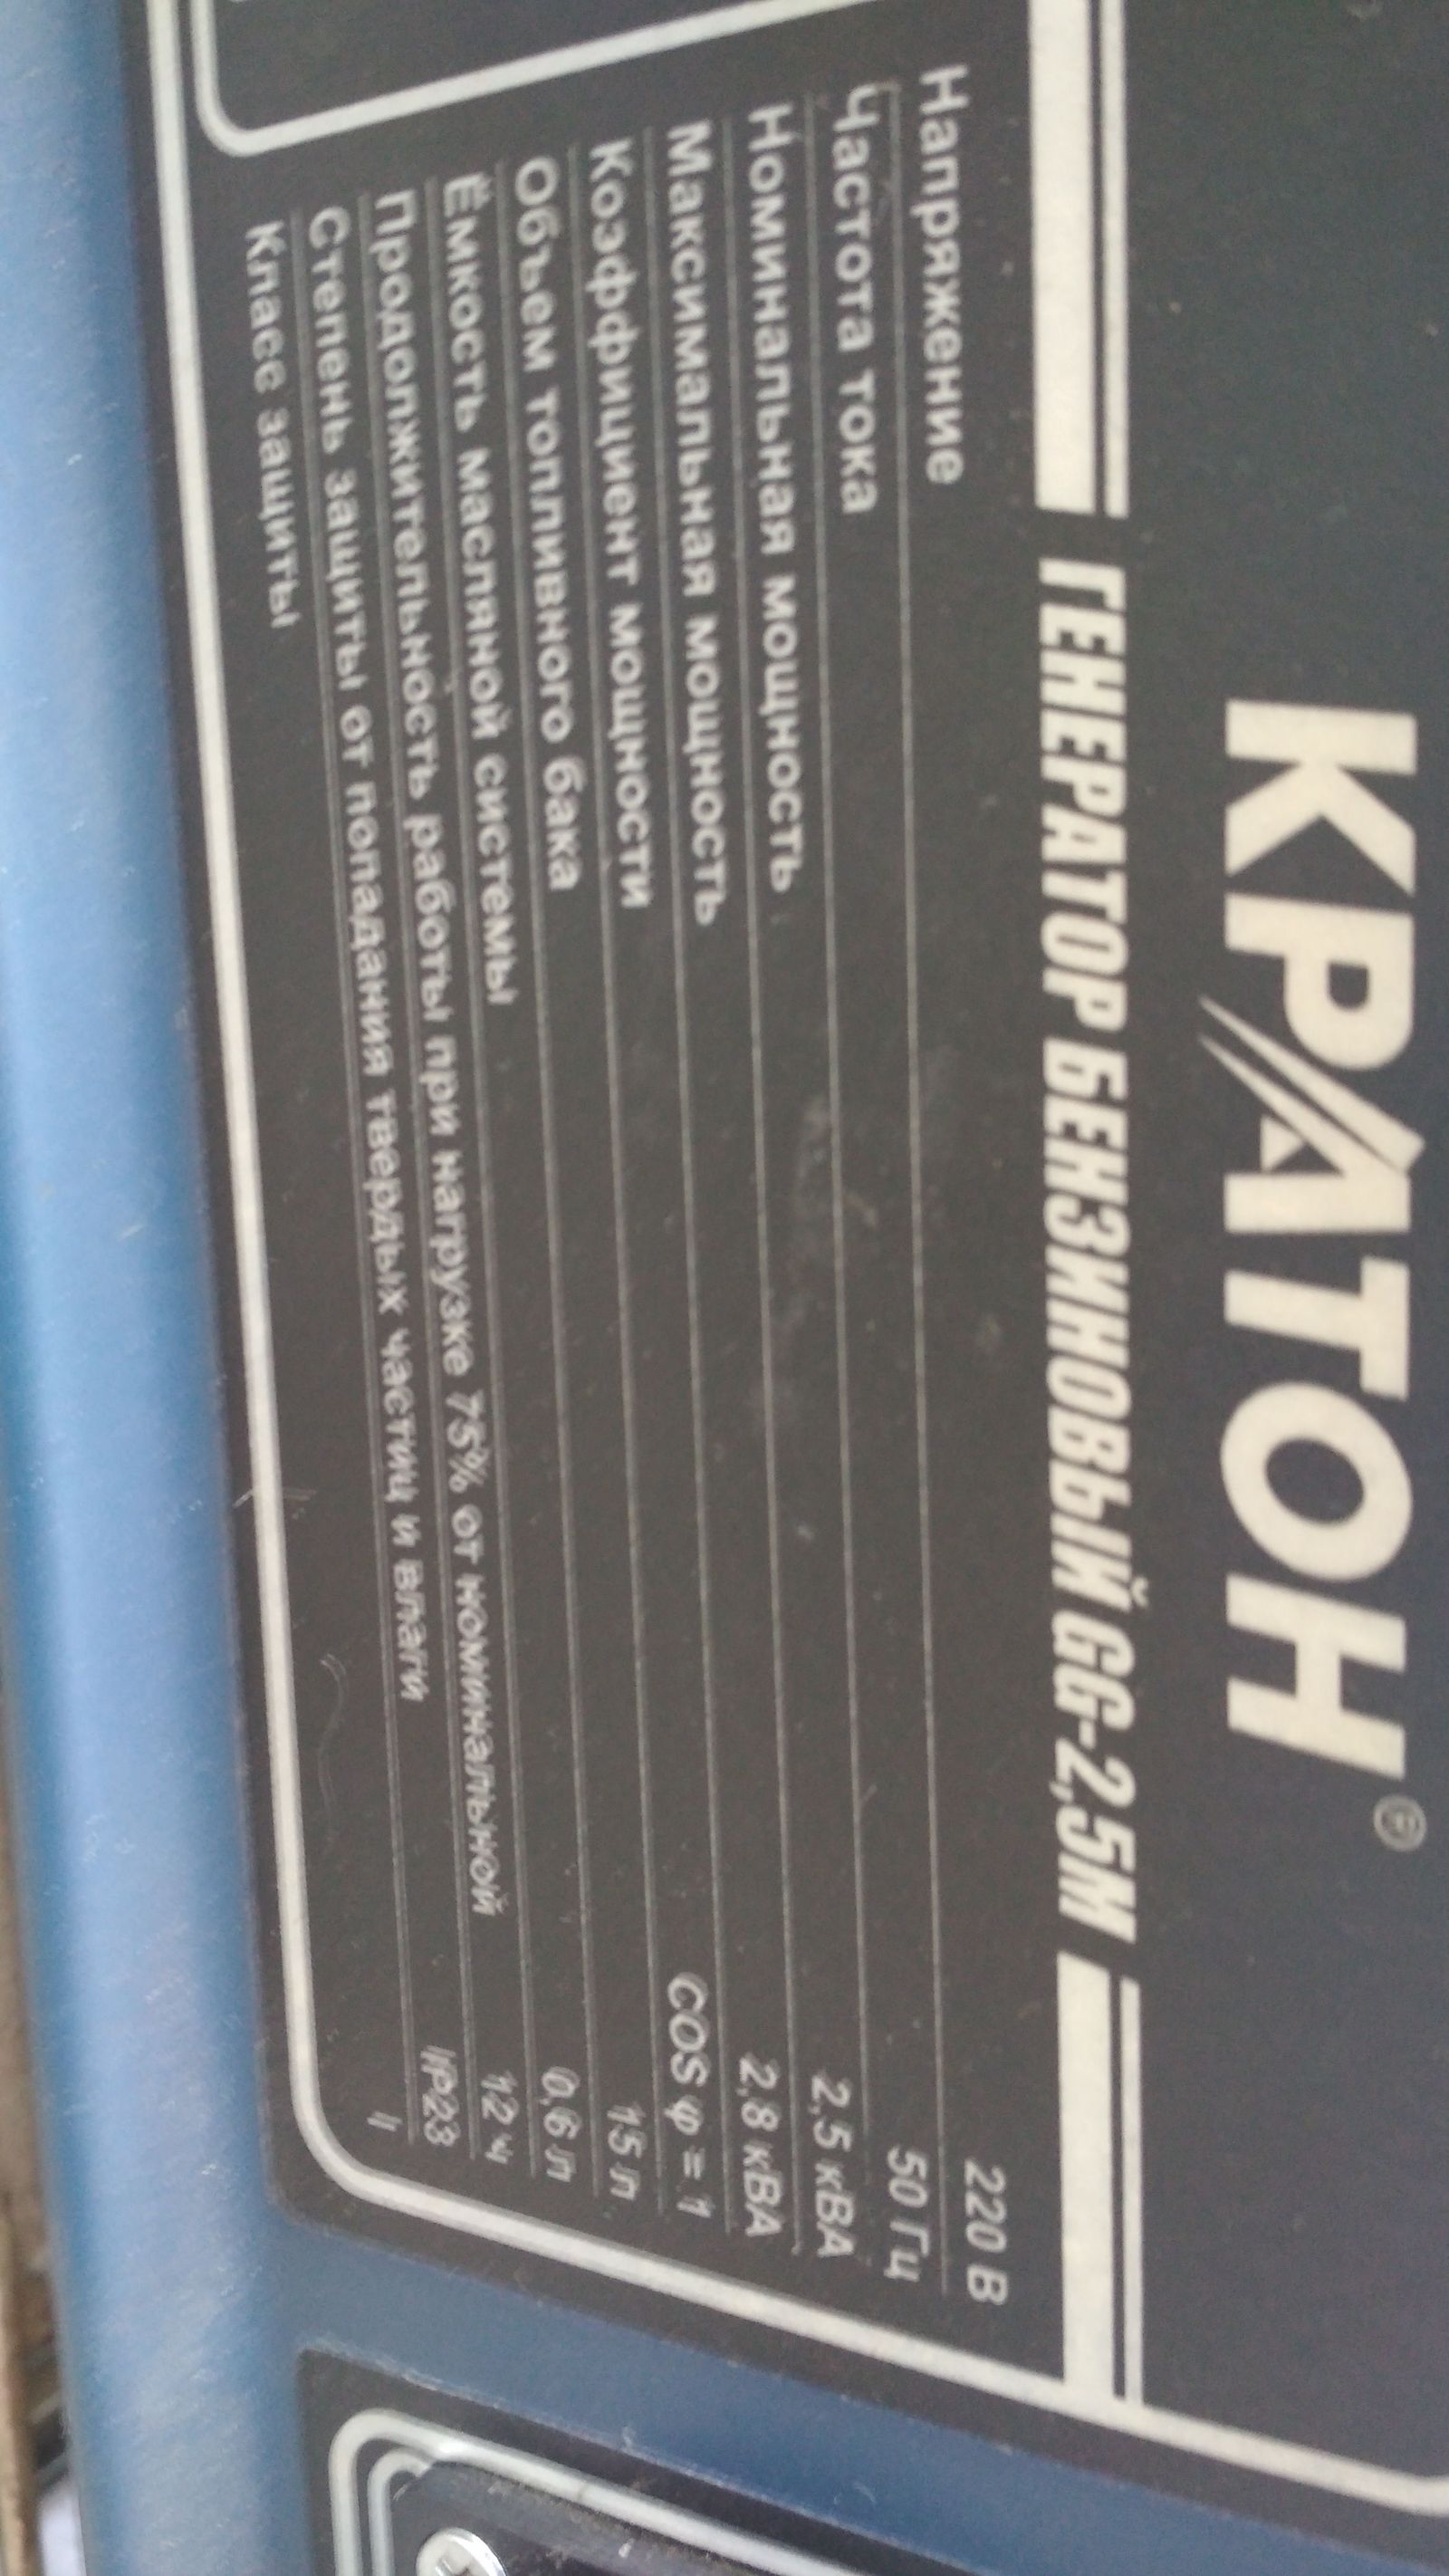 КРАТОН®
ГЕНЕРАТОР БЕНЗИНОВЫЙ GG-2,5M
Напряжение 220 В
Частота тока 50 Гц
Номинальная мощность 2,5 кВА
Максимальная мощность 2,8 кВА
Коэффициент мощности COS φ = 1
Объем топливного бака 15 л
Ёмкость масляной системы 0,6 л
Продолжительность работы при нагрузке 75% от номинальной 12 ч
Степень защиты от попадания твердых частиц и влаги IP23
Класс защиты I